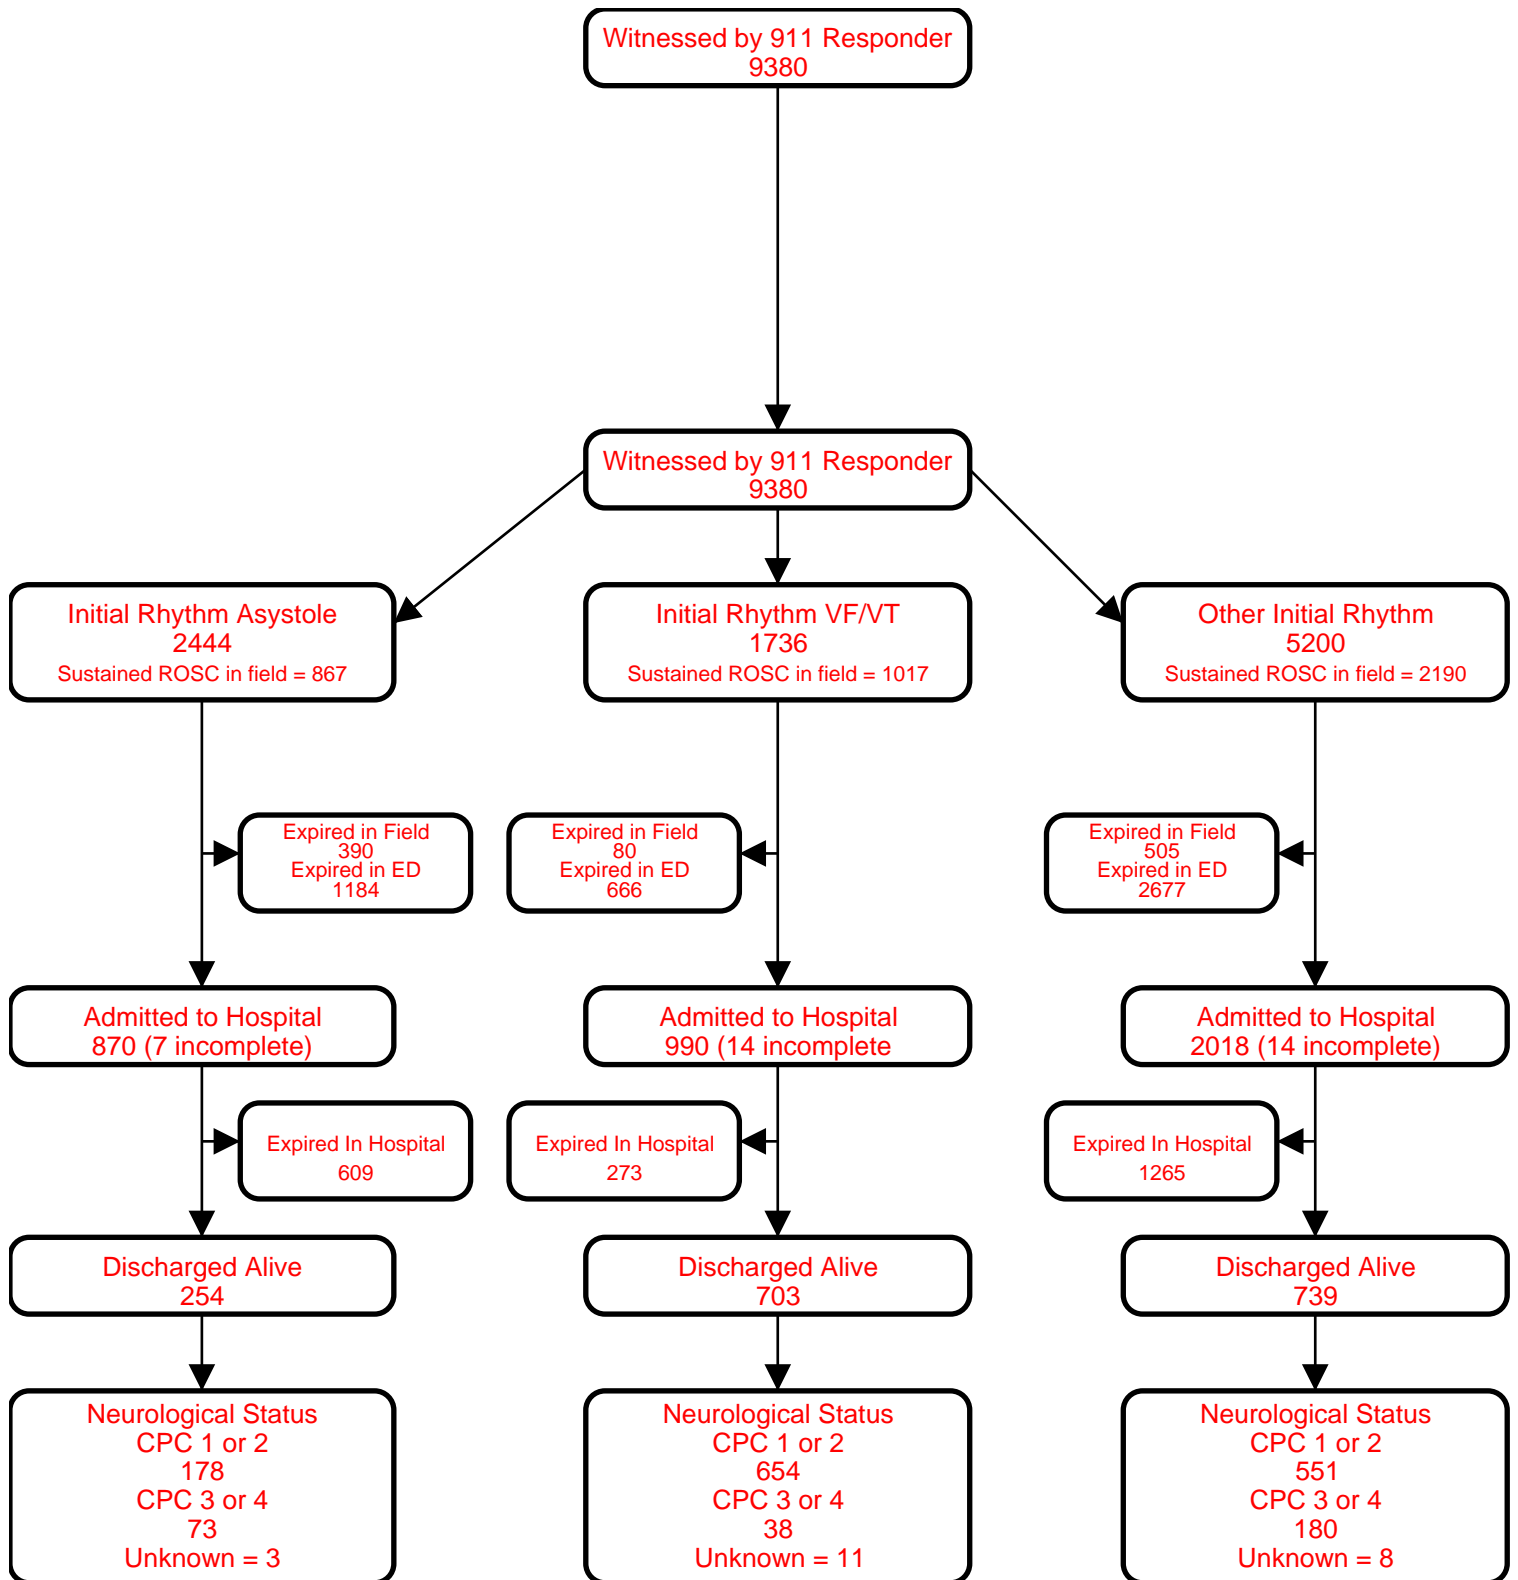 Witnessed by 911 Responder
9380
Witnessed by 911 Responder
9380
Initial Rhythm Asystole
2444
Sustained ROSC in field = 867
Initial Rhythm VF/VT
1736
Sustained ROSC in field = 1017
Other Initial Rhythm
5200
Sustained ROSC in field = 2190
Expired in Field
390
Expired in ED
1184
Expired in Field
80
Expired in ED
666
Expired in Field
505
Expired in ED
2677
Admitted to Hospital
870 (7 incomplete)
Admitted to Hospital
990 (14 incomplete
Admitted to Hospital
2018 (14 incomplete)
Expired In Hospital
609
Expired In Hospital
273
Expired In Hospital
1265
Discharged Alive
254
Discharged Alive
703
Discharged Alive
739
Neurological Status
CPC 1 or 2
178
CPC 3 or 4
73
Unknown = 3
Neurological Status
CPC 1 or 2
654
CPC 3 or 4
38
Unknown = 11
Neurological Status
CPC 1 or 2
551
CPC 3 or 4
180
Unknown = 8